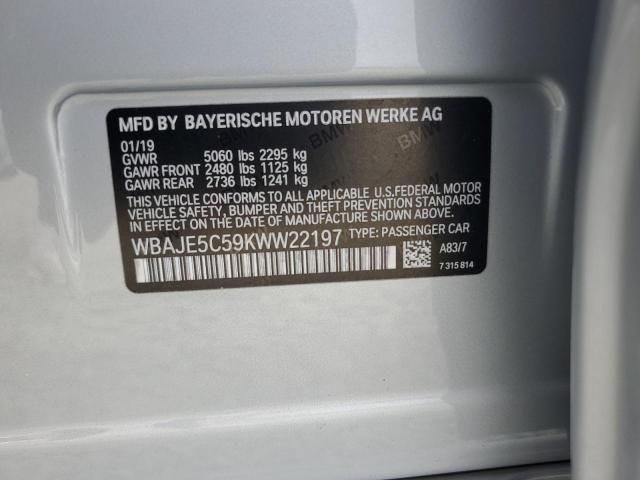 MFD BY BAYERISCHE MOTOREN WERKE AG
01/19
GVWR 5060 lbs 2295 kg
GAWR FRONT 2480 lbs 1125 kg
GAWR REAR 2736 lbs 1241 kg
THIS VEHICLE CONFORMS TO ALL APPLICABLE U.S.FEDERAL MOTOR
VEHICLE SAFETY, BUMPER, AND THEFT PREVENTION STANDARDS
IN EFFECT ON THE DATE OF MANUFACTURE SHOWN ABOVE.
WBAJE5C59KWW22197 TYPE: PASSENGER CAR
A83/7
7 315 814